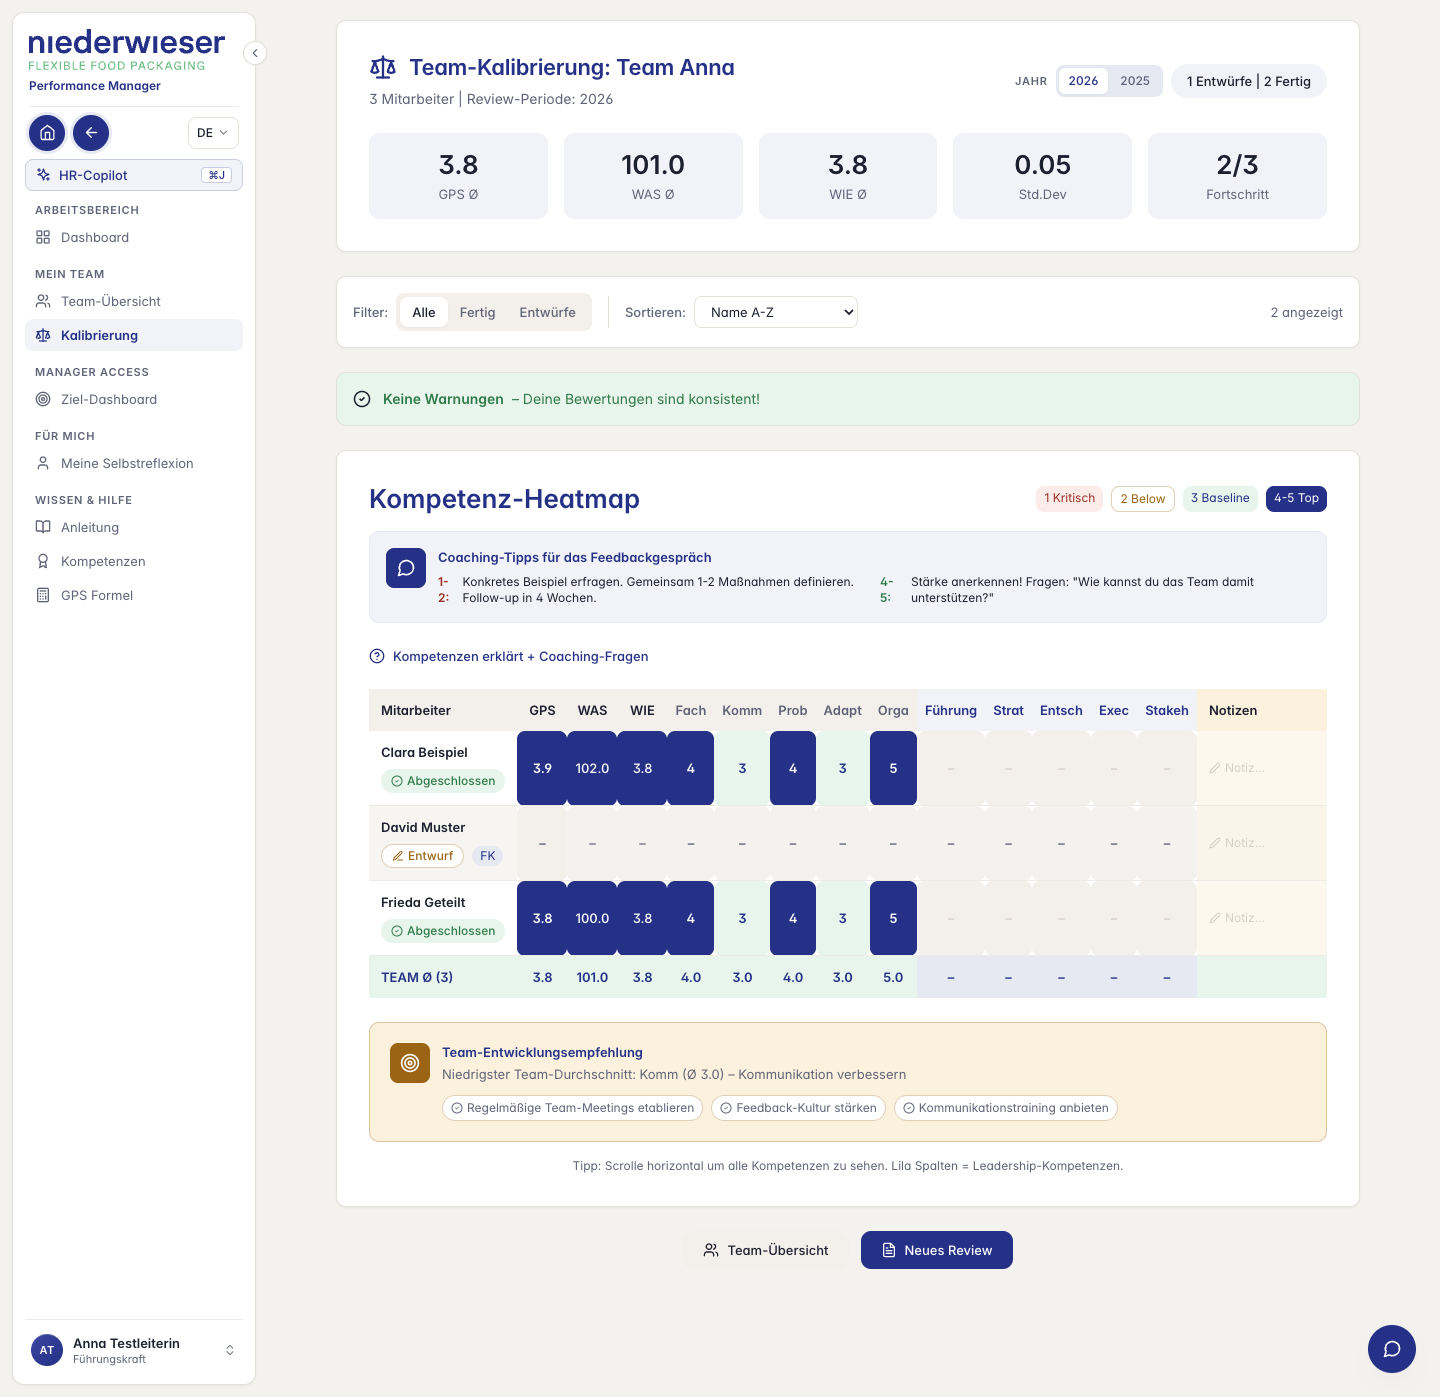 niederwieser
FLEXIBLE FOOD PACKAGING
Performance Manager
DE
HR-Copilot ⌘J
ARBEITSBEREICH
Dashboard
MEIN TEAM
Team-Übersicht
Kalibrierung
MANAGER ACCESS
Ziel-Dashboard
FÜR MICH
Meine Selbstreflexion
WISSEN & HILFE
Anleitung
Kompetenzen
GPS Formel
AT
Anna Testleiterin
Führungskraft
Team-Kalibrierung: Team Anna
3 Mitarbeiter | Review-Periode: 2026
JAHR 2026 2025 1 Entwürfe | 2 Fertig
3.8 101.0 3.8 0.05 2/3
GPS Ø WAS Ø WIE Ø Std.Dev Fortschritt
Filter: Alle Fertig Entwürfe Sortieren: Name A-Z 2 angezeigt
Keine Warnungen – Deine Bewertungen sind konsistent!
Kompetenz-Heatmap
1 Kritisch 2 Below 3 Baseline 4-5 Top
Coaching-Tipps für das Feedbackgespräch
1-2: Konkretes Beispiel erfragen. Gemeinsam 1-2 Maßnahmen definieren.
Follow-up in 4 Wochen.
4-5: Stärke anerkennen! Fragen: "Wie kannst du das Team damit
unterstützen?"
Kompetenzen erklärt + Coaching-Fragen
Mitarbeiter GPS WAS WIE Fach Komm Prob Adapt Orga Führung Strat Entsch Exec Stakeh Notizen
Clara Beispiel
Abgeschlossen
3.9 102.0 3.8 4 3 4 3 5 – – – – – Notiz...
David Muster
Entwurf FK
– – – – – – – – – – – – – Notiz...
Frieda Geteilt
Abgeschlossen
3.8 100.0 3.8 4 3 4 3 5 – – – – – Notiz...
TEAM Ø (3) 3.8 101.0 3.8 4.0 3.0 4.0 3.0 5.0 – – – – –
Team-Entwicklungsempfehlung
Niedrigster Team-Durchschnitt: Komm (Ø 3.0) – Kommunikation verbessern
Regelmäßige Team-Meetings etablieren Feedback-Kultur stärken Kommunikationstraining anbieten
Tipp: Scrolle horizontal um alle Kompetenzen zu sehen. Lila Spalten = Leadership-Kompetenzen.
Team-Übersicht Neues Review